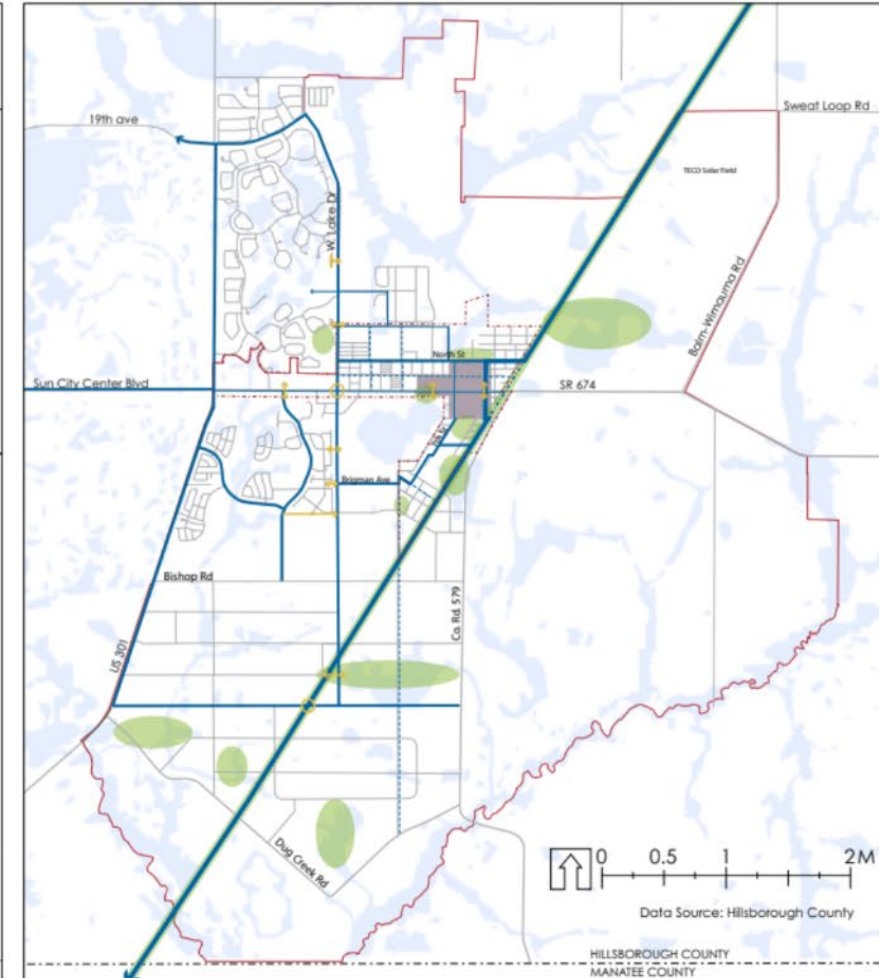 Sweat Loop Rd
19th ave
TECO Solar Field
W. Lake Dr
Balm-Wimauma Rd
North St
Sun City Center Blvd
SR 674
Brigman Ave
Bishop Rd
Co. Rd. 579
US 301
Dug Creek Rd
0 0.5 1 2M
Data Source: Hillsborough County
HILLSBOROUGH COUNTY
MANATEE COUNTY